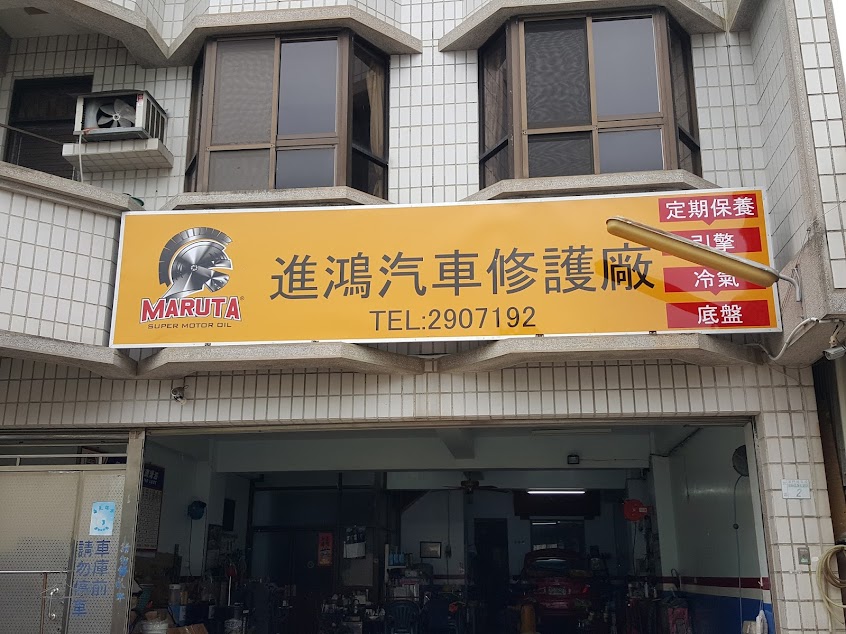 MARUTA
SUPER MOTOR OIL
進鴻汽車修護廠
TEL:2907192
定期保養
引擎
冷氣
底盤
2
車庫前
請勿停車